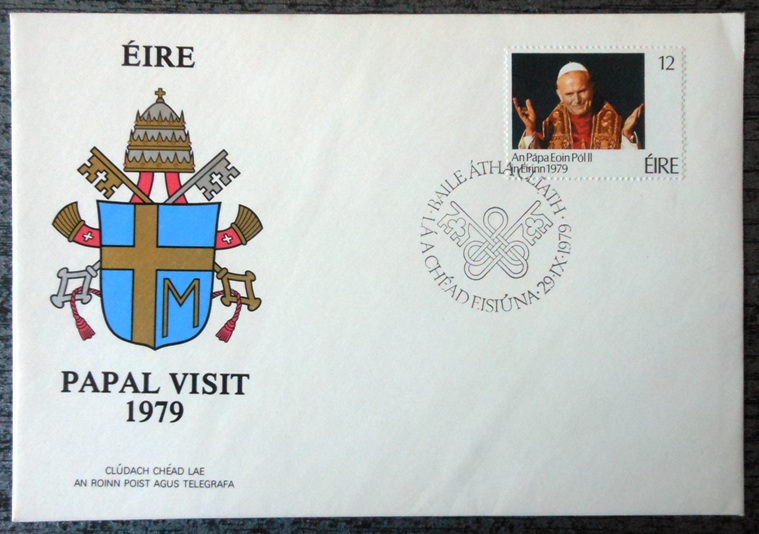 ÉIRE
PAPAL VISIT
1979
CLÚDACH CHÉAD LAE
AN ROINN POIST AGUS TELEGRAFA
12
An Pápa Eoin Pól II
in Éirinn 1979
ÉIRE
BAILE ÁTHA CLIATH · 29·IX·1979
· LÁ A CHÉAD EISIÚNA ·
M